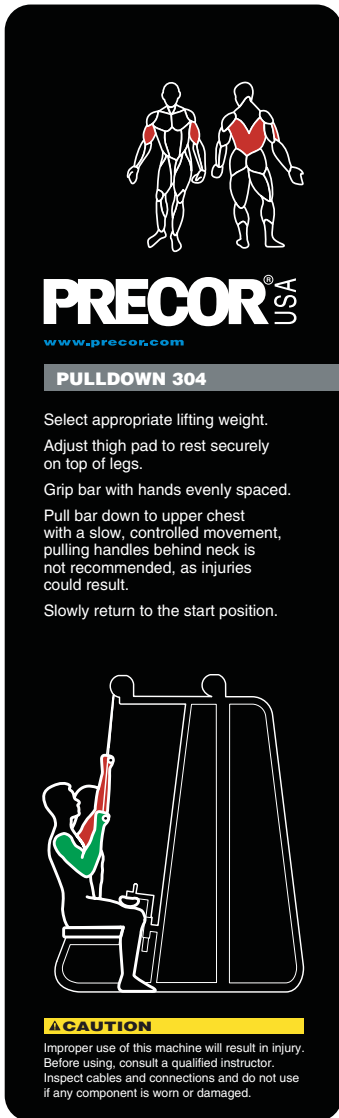 PRECOR® USA
www.precor.com
PULLDOWN 304
Select appropriate lifting weight.
Adjust thigh pad to rest securely
on top of legs.
Grip bar with hands evenly spaced.
Pull bar down to upper chest
with a slow, controlled movement,
pulling handles behind neck is
not recommended, as injuries
could result.
Slowly return to the start position.
CAUTION
Improper use of this machine will result in injury.
Before using, consult a qualified instructor.
Inspect cables and connections and do not use
if any component is worn or damaged.